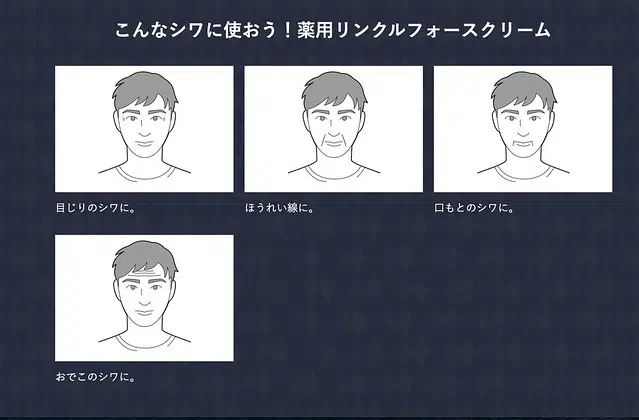 こんなシワに使おう！薬用リンクルフォースクリーム
目じりのシワに。
ほうれい線に。
口もとのシワに。
おでこのシワに。